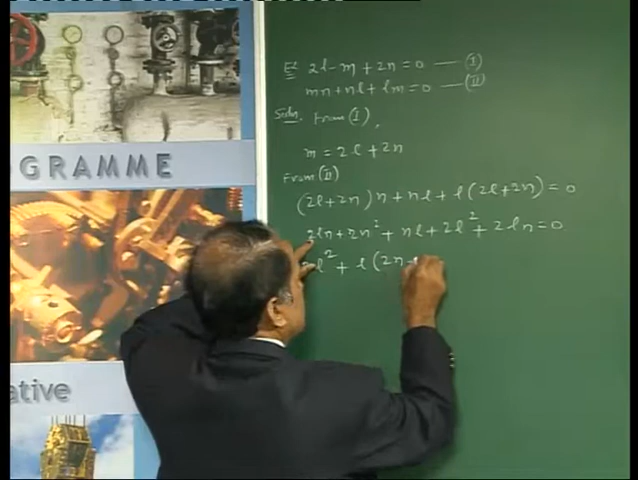 OGRAMME
ative
Ex 2l - m + 2n = 0 — (I)
mn + nl + lm = 0 — (II)
Soln. From (I),
m = 2l + 2n
From (II)
(2l + 2n) n + nl + l (2l + 2n) = 0
2ln + 2n² + nl + 2l² + 2ln = 0
l² + l (2n